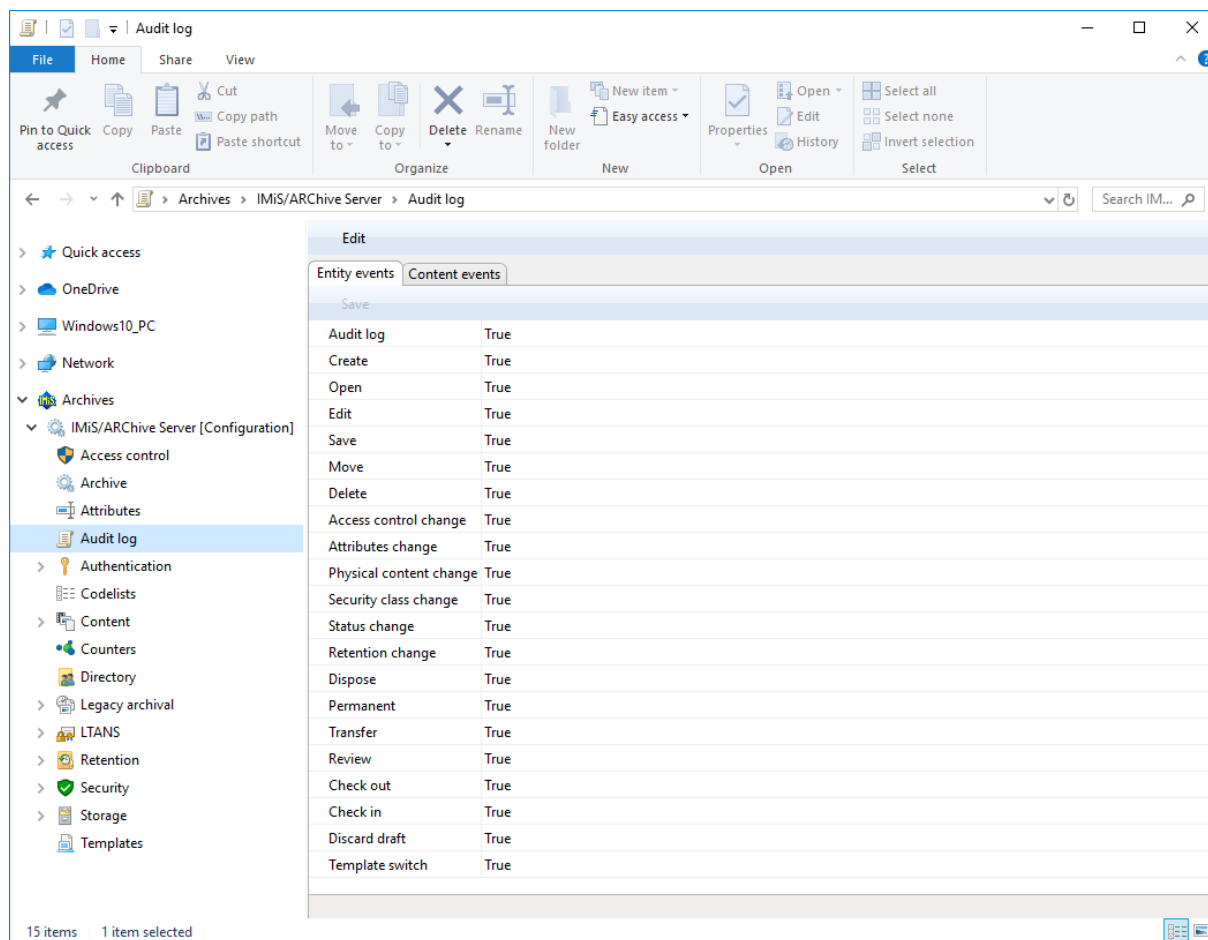 Audit log
File Home Share View
Pin to Quick access
Copy
Paste
Cut
Copy path
Paste shortcut
Clipboard
Move to
Copy to
Delete
Rename
Organize
New folder
New item
Easy access
New
Properties
Open
Edit
History
Open
Select all
Select none
Invert selection
Select
Archives IMiS/ARChive Server Audit log
Search IM...
Quick access
OneDrive
Windows10_PC
Network
Archives
IMiS/ARChive Server [Configuration]
Access control
Archive
Attributes
Audit log
Authentication
Codelists
Content
Counters
Directory
Legacy archival
LTANS
Retention
Security
Storage
Templates
Edit
Entity events Content events
Save
Audit log True
Create True
Open True
Edit True
Save True
Move True
Delete True
Access control change True
Attributes change True
Physical content change True
Security class change True
Status change True
Retention change True
Dispose True
Permanent True
Transfer True
Review True
Check out True
Check in True
Discard draft True
Template switch True
15 items 1 item selected